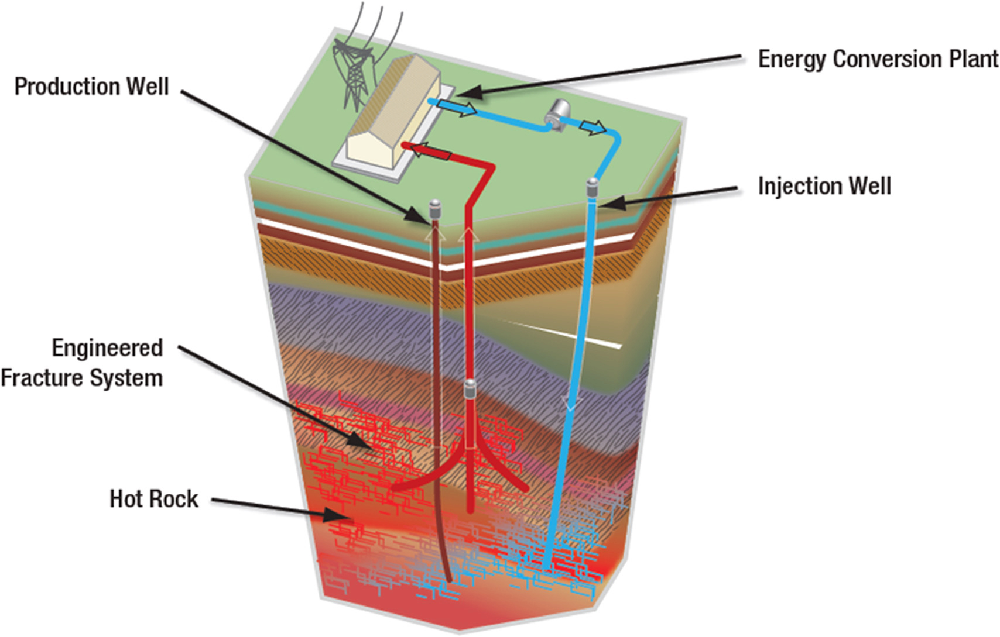 Energy Conversion Plant
Production Well
Injection Well
Engineered
Fracture System
Hot Rock